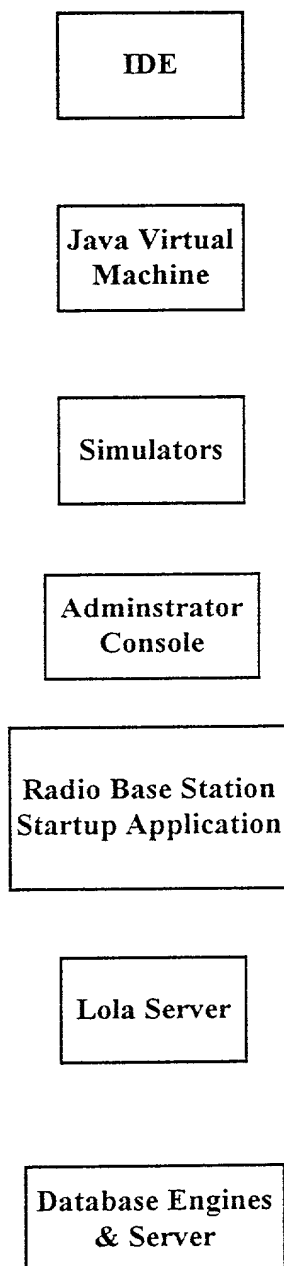 IDE
Java Virtual
Machine
Simulators
Adminstrator
Console
Radio Base Station
Startup Application
Lola Server
Database Engines
& Server